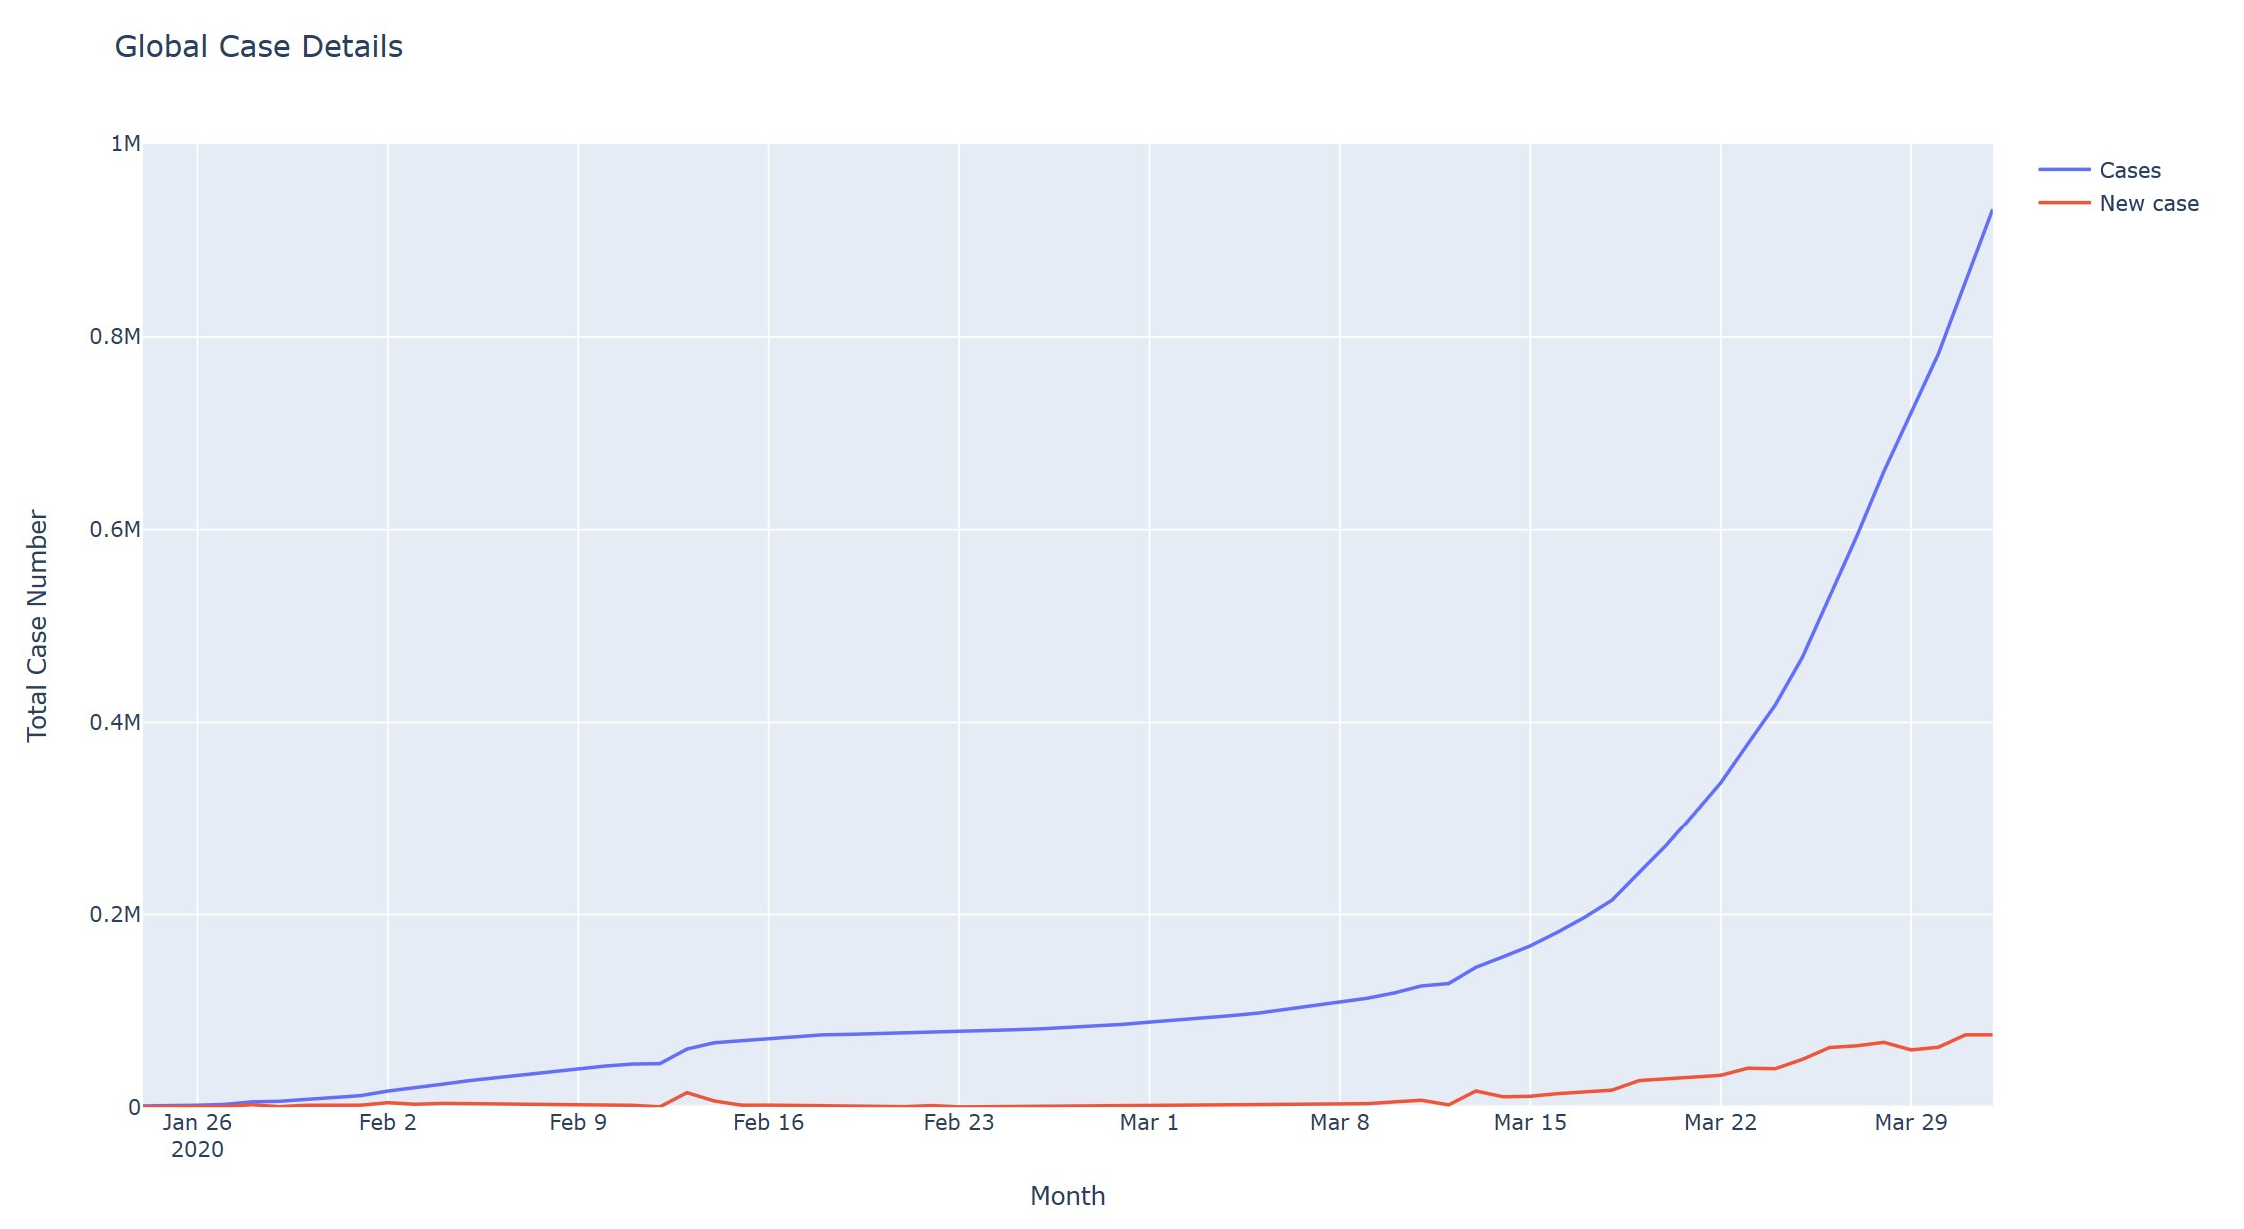 Global Case Details
1M
0.8M
0.6M
0.4M
0.2M
0
Total Case Number
Jan 26
2020
Feb 2
Feb 9
Feb 16
Feb 23
Mar 1
Mar 8
Mar 15
Mar 22
Mar 29
Month
Cases
New case